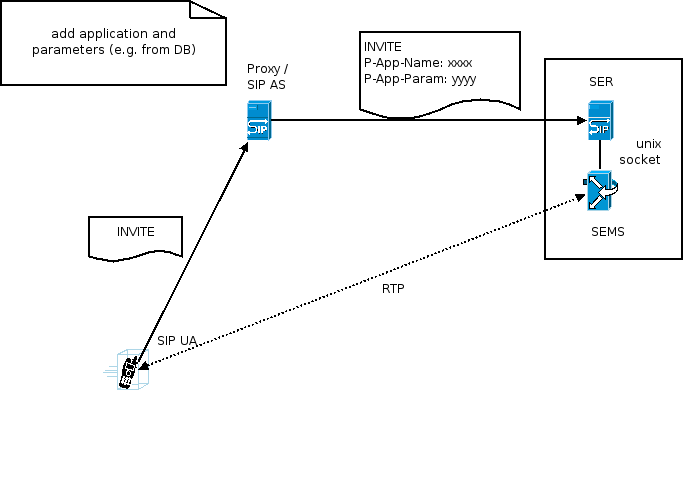 add application and
parameters (e.g. from DB)
Proxy /
SIP AS
INVITE
P-App-Name: xxxx
P-App-Param: yyyy
SER
SIP
SIP
unix
socket
SEMS
INVITE
RTP
SIP UA